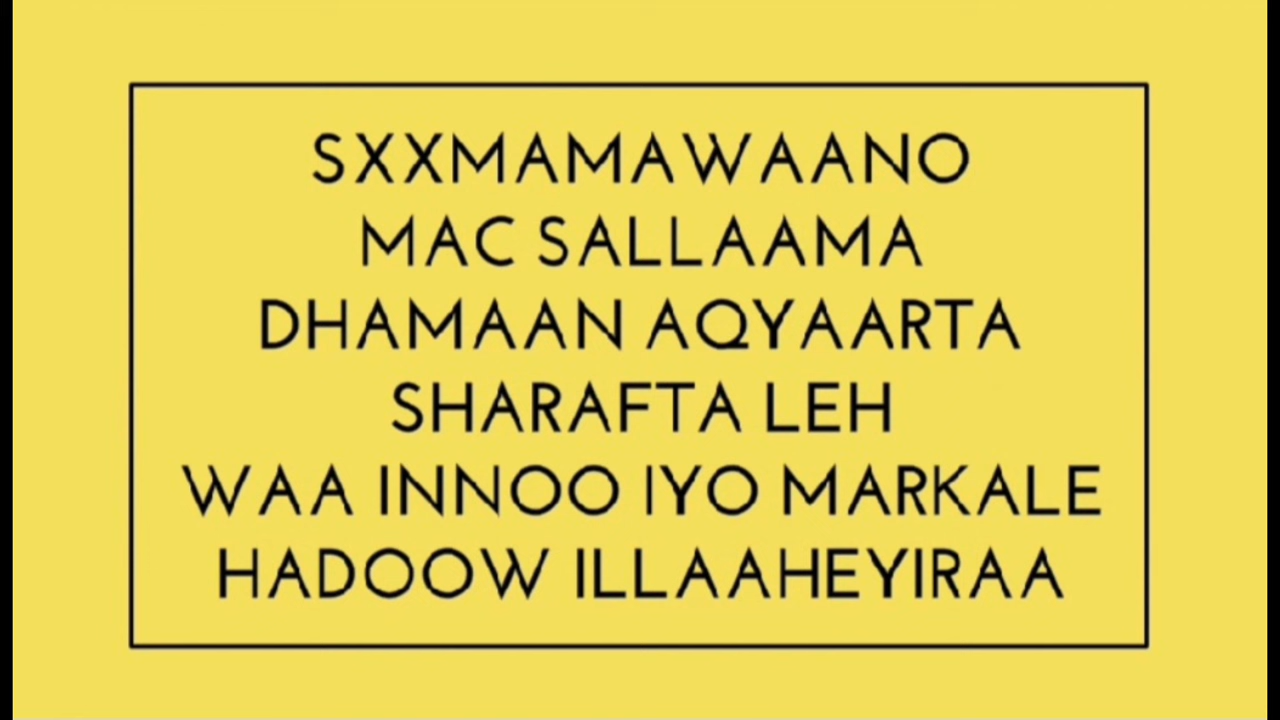 SXXMAMAWAANO
MAC SALLAAMA
DHAMAAN AQYAARTA
SHARAFTA LEH
WAA INNOO IYO MARKALE
HADOOW ILLAAHEYIRAA